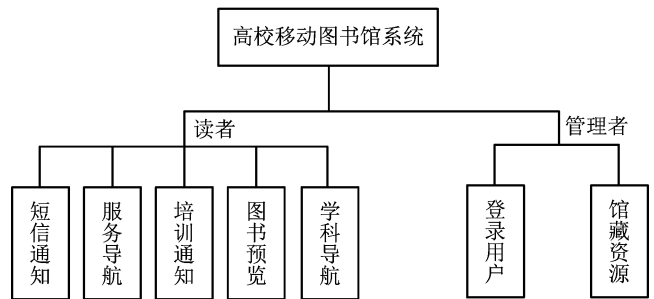 高校移动图书馆系统
读者
管理者
短信通知
服务导航
培训通知
图书预览
学科导航
登录用户
馆藏资源